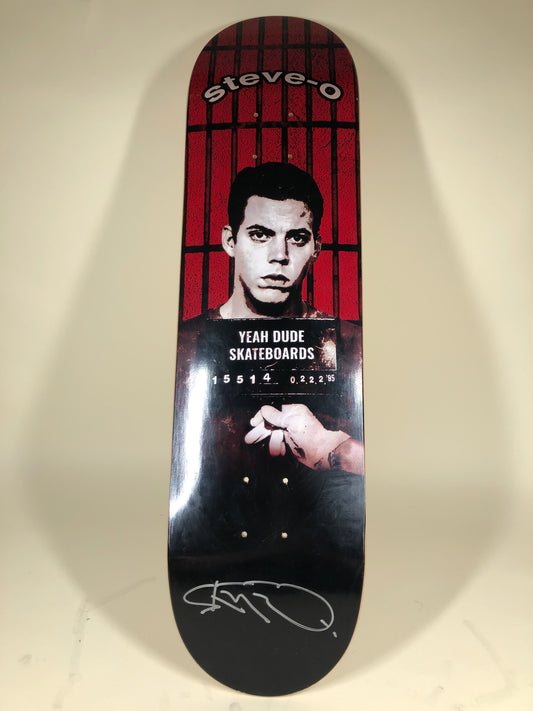 steve-o
YEAH DUDE
SKATEBOARDS
15514 0.2.2.2.'95